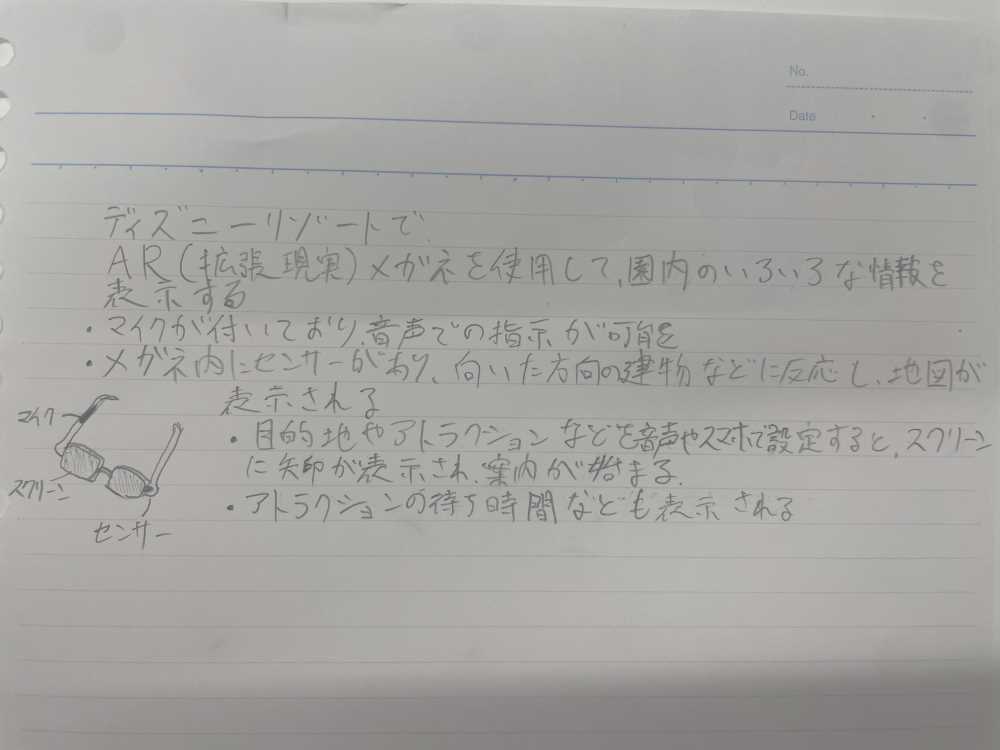 No.
Date
ディズニーリゾートで
AR(拡張現実)メガネを使用して、園内のいろいろな情報を
表示する
・マイクが付いており、音声での指示が可能を
・メガネ内にセンサーがあり、向いた方向の建物などに反応し、地図が
表示される
・目的地やアトラクションなどを音声やスマホで設定すると、スクリーン
に矢印が表示され、案内が始まる。
・アトラクションの待ち時間なども表示される
マイク
スクリーン
センサー